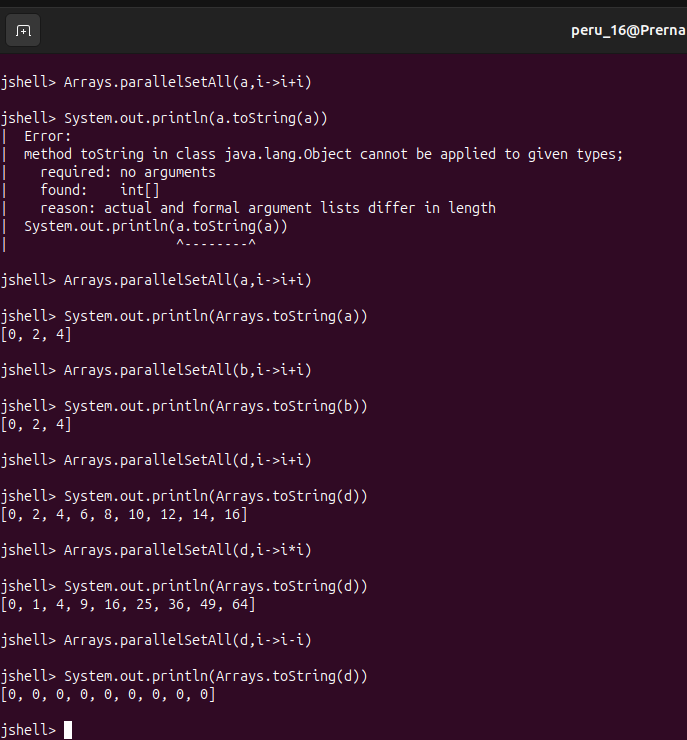 peru_16@Prerna
jshell> Arrays.parallelSetAll(a,i->i+i)
jshell> System.out.println(a.toString(a))
|  Error:
|  method toString in class java.lang.Object cannot be applied to given types;
|    required: no arguments
|    found:    int[]
|    reason: actual and formal argument lists differ in length
|  System.out.println(a.toString(a))
|                     ^--------^
jshell> Arrays.parallelSetAll(a,i->i+i)
jshell> System.out.println(Arrays.toString(a))
[0, 2, 4]
jshell> Arrays.parallelSetAll(b,i->i+i)
jshell> System.out.println(Arrays.toString(b))
[0, 2, 4]
jshell> Arrays.parallelSetAll(d,i->i+i)
jshell> System.out.println(Arrays.toString(d))
[0, 2, 4, 6, 8, 10, 12, 14, 16]
jshell> Arrays.parallelSetAll(d,i->i*i)
jshell> System.out.println(Arrays.toString(d))
[0, 1, 4, 9, 16, 25, 36, 49, 64]
jshell> Arrays.parallelSetAll(d,i->i-i)
jshell> System.out.println(Arrays.toString(d))
[0, 0, 0, 0, 0, 0, 0, 0, 0]
jshell>